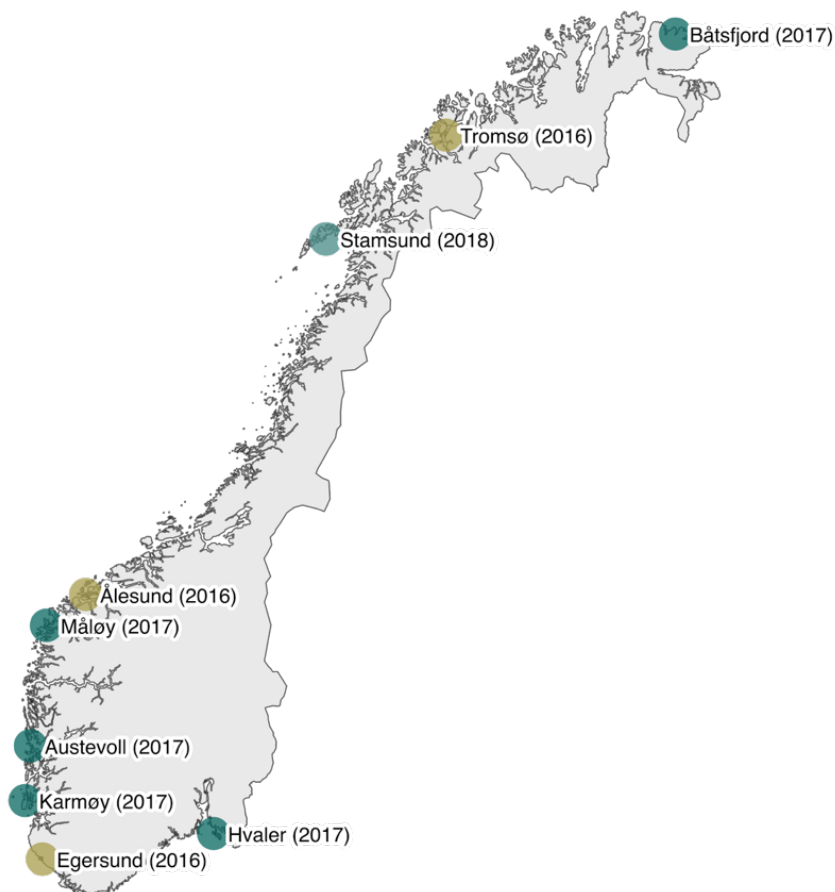 Båtsfjord (2017)
Tromsø (2016)
Stamsund (2018)
Ålesund (2016)
Måløy (2017)
Austevoll (2017)
Karmøy (2017)
Hvaler (2017)
Egersund (2016)